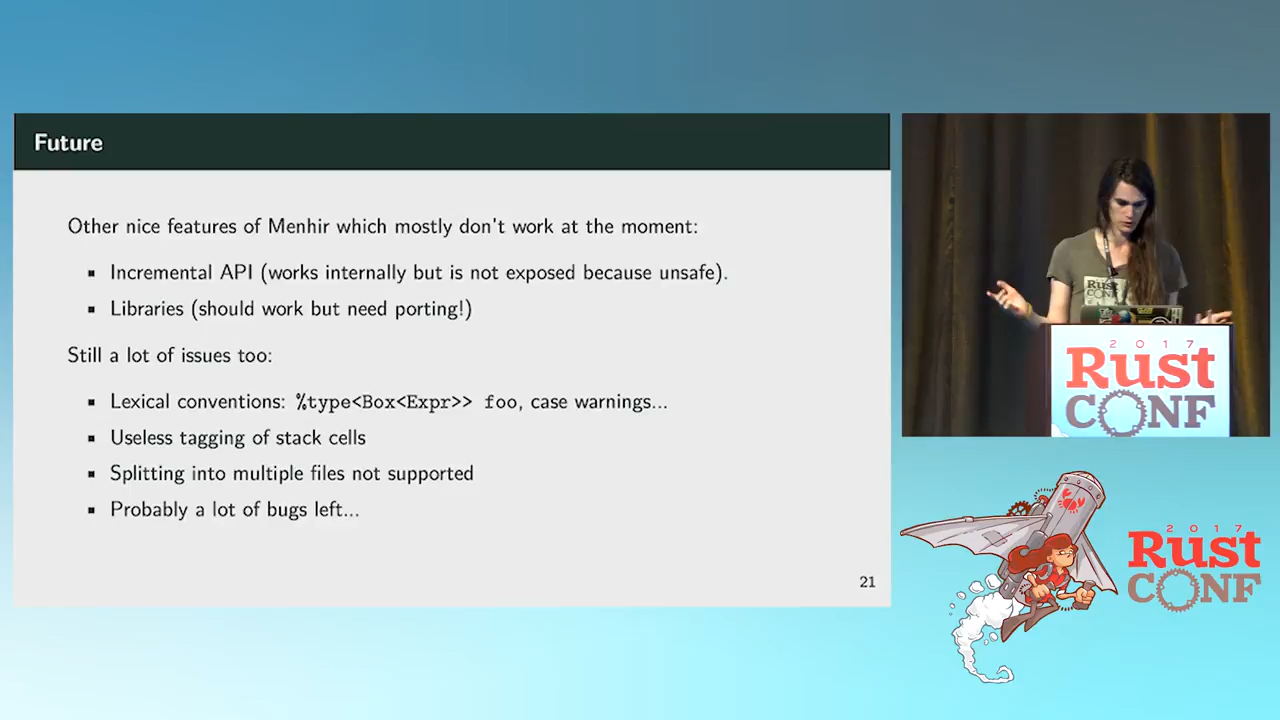 Future
Other nice features of Menhir which mostly don't work at the moment:
▪ Incremental API (works internally but is not exposed because unsafe).
▪ Libraries (should work but need porting!)
Still a lot of issues too:
▪ Lexical conventions: %type<Box<Expr>> foo, case warnings...
▪ Useless tagging of stack cells
▪ Splitting into multiple files not supported
▪ Probably a lot of bugs left...
21
Rust
CONF
2017
Rust
CONF
2017
Rust
CONF